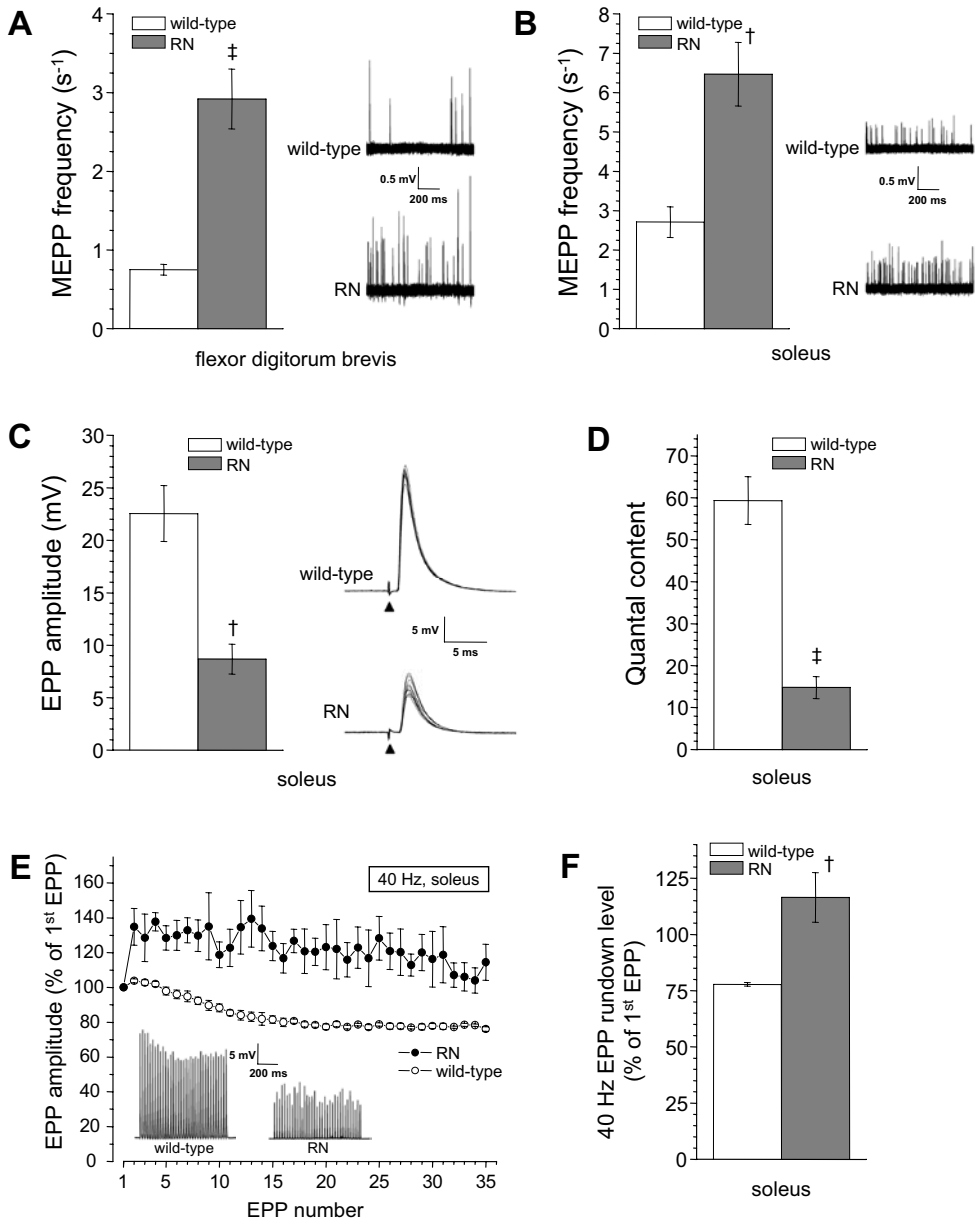 A
wild-type
RN
MEPP frequency (s-1)
4
3
2
1
0
‡
wild-type
0.5 mV
200 ms
RN
flexor digitorum brevis
B
wild-type
RN
MEPP frequency (s-1)
8
7
6
5
4
3
2
1
0
†
wild-type
0.5 mV
200 ms
RN
soleus
C
wild-type
RN
EPP amplitude (mV)
30
25
20
15
10
5
0
†
wild-type
5 mV
5 ms
RN
soleus
D
wild-type
RN
Quantal content
70
60
50
40
30
20
10
0
‡
soleus
E
40 Hz, soleus
EPP amplitude (% of 1st EPP)
160
140
120
100
80
60
40
20
0
5 mV
200 ms
RN
wild-type
wild-type
RN
1
5
10
15
20
25
30
35
EPP number
F
wild-type
RN
40 Hz EPP rundown level
(% of 1st EPP)
125
100
75
50
25
0
†
soleus